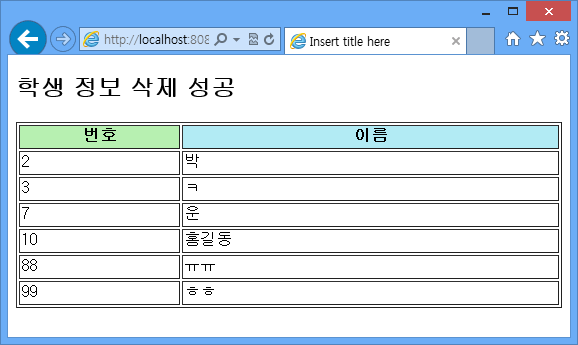 http://localhost:808
Insert title here
학생 정보 삭제 성공
번호 이름
2 박
3 ㅋ
7 운
10 홍길동
88 ㅠㅠ
99 ㅎㅎ